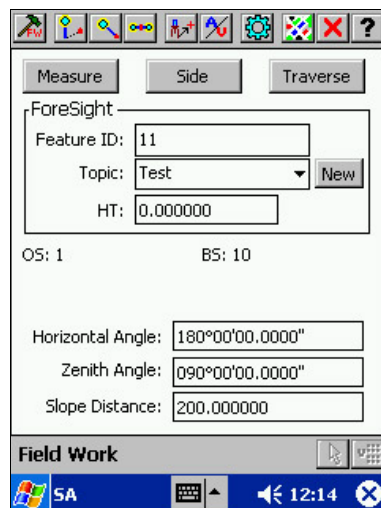 FW
?
Measure Side Traverse
ForeSight
Feature ID: 11
Topic: Test New
HT: 0.000000
OS: 1 BS: 10
Horizontal Angle: 180°00'00.0000"
Zenith Angle: 090°00'00.0000"
Slope Distance: 200.000000
Field Work
SA 12:14